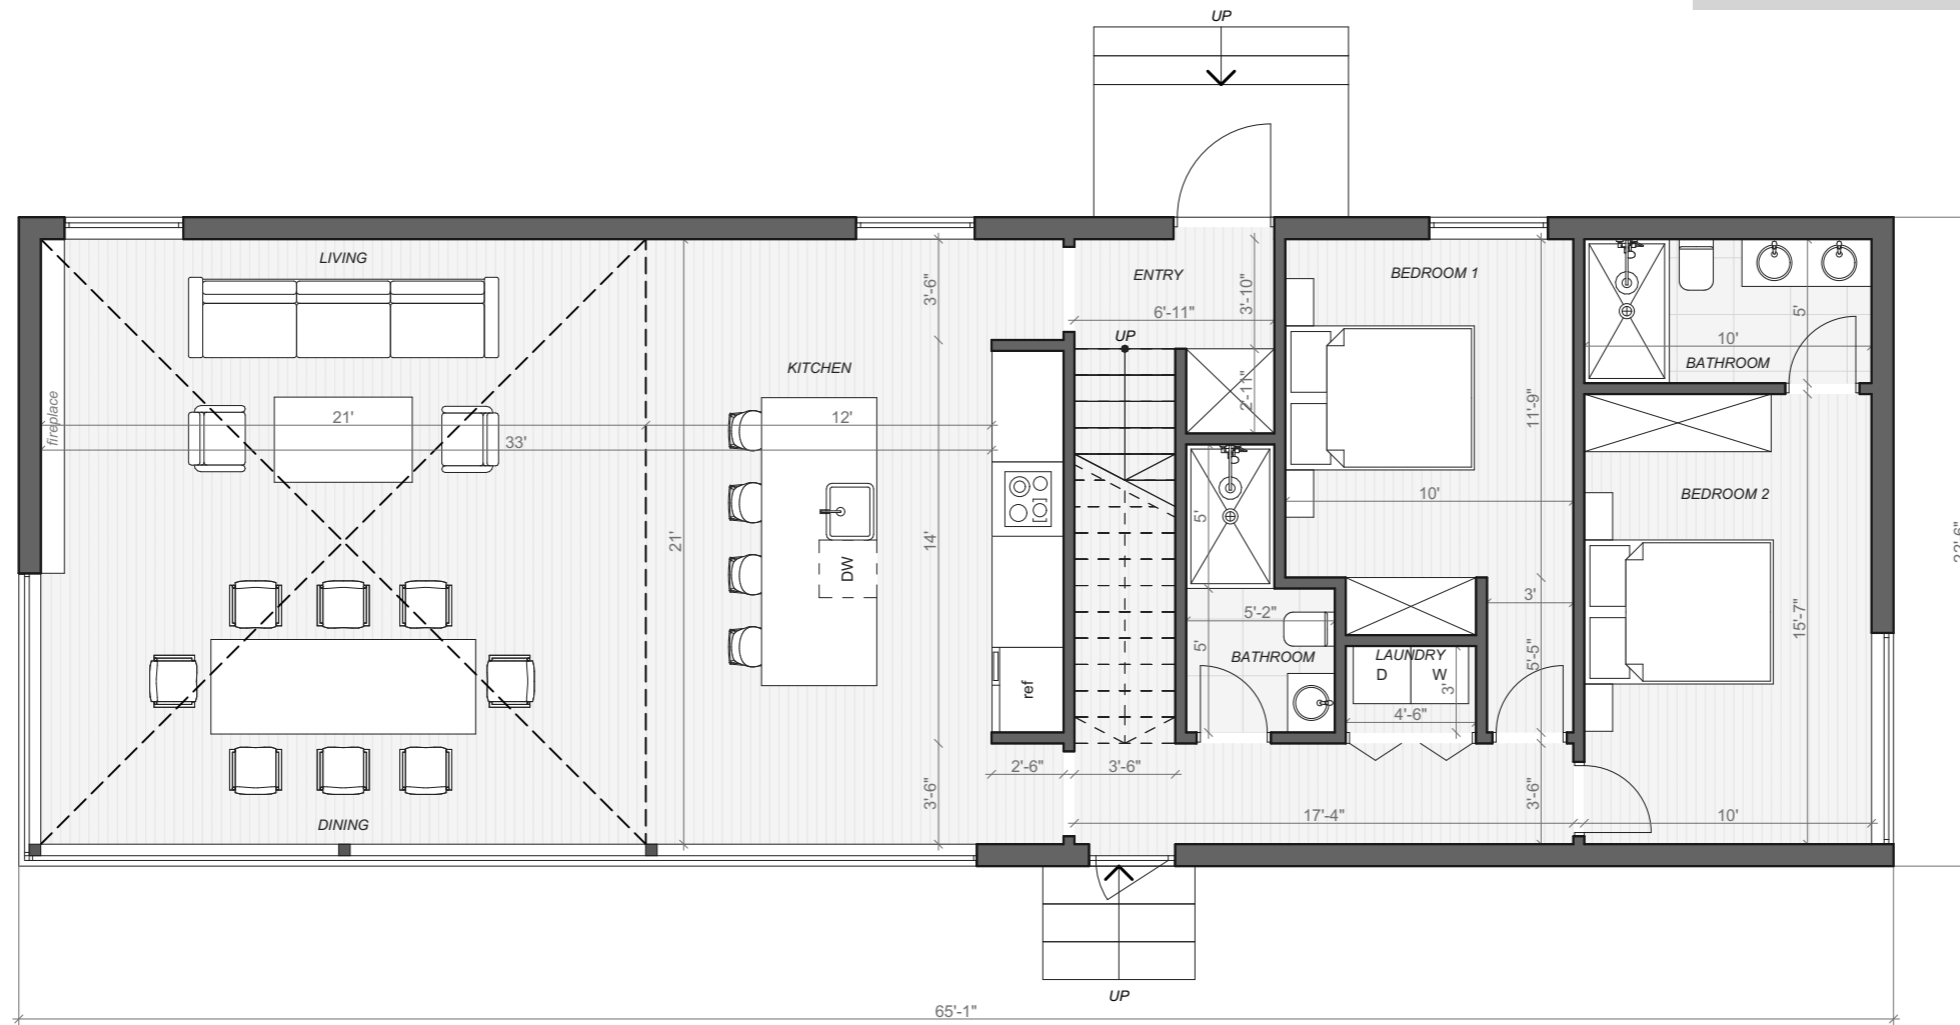 UP
LIVING
ENTRY
BEDROOM 1
3'-6"
3'-10"
6'-11"
5'
10'
BATHROOM
UP
KITCHEN
2'-11"
fireplace
21'
12'
33'
11'-9"
10'
BEDROOM 2
5'
21'
14'
DW
22'-6"
5'-2"
3'
15'-7"
5'
BATHROOM
LAUNDRY
D
W
3'
5'-5"
ref
4'-6"
2'-6"
3'-6"
3'-6"
3'-6"
17'-4"
10'
DINING
UP
65'-1"